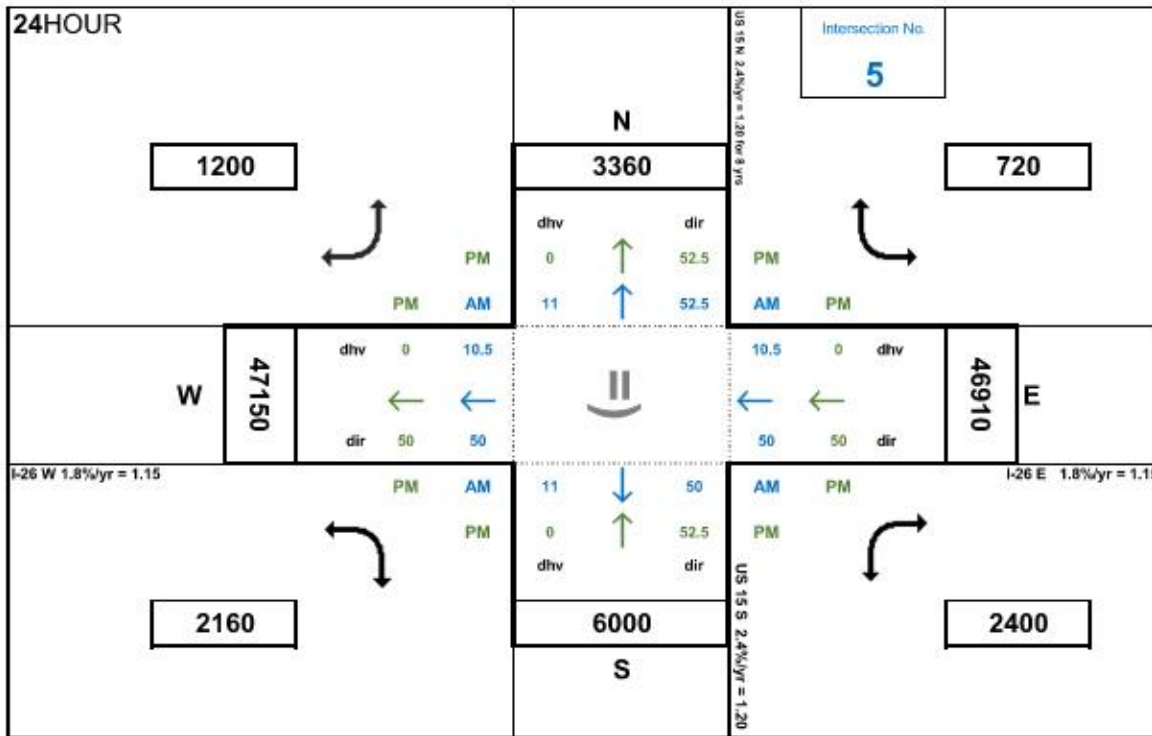 24HOUR
Intersection No.
5
US 15 N 2.4%/yr = 1.20 for 8 yrs
N
1200
3360
720
dhv dir
PM 0 52.5 PM
PM AM 11 52.5 AM PM
dhv 0 10.5 10.5 0 dhv
W 47150 46910 E
dir 50 50 50 50 dir
I-26 W 1.8%/yr = 1.15
I-26 E 1.8%/yr = 1.15
PM AM 11 50 AM PM
PM 0 52.5 PM
dhv dir
US 15 S 2.4%/yr = 1.20
2160
6000
2400
S